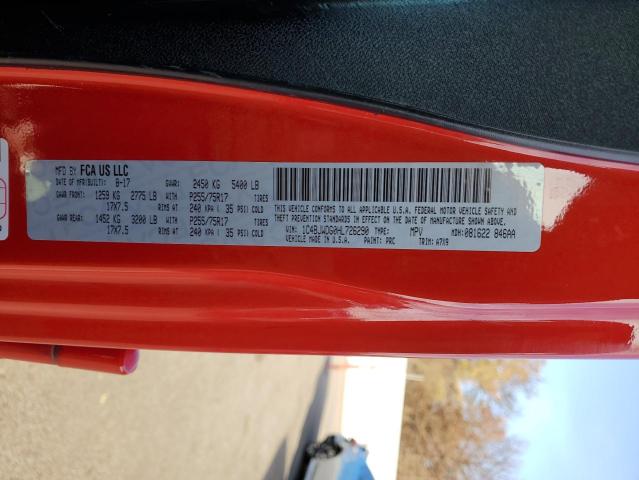 MFD BY FCA US LLC
DATE OF MFR(BUILT): 8-17 GVWR: 2450 KG 5400 LB
GAWR FRONT: 1259 KG 2775 LB WITH P255/75R17 TIRES
17X7.5 RIMS AT 240 KPA ( 35 PSI) COLD
GAWR REAR: 1452 KG 3200 LB WITH P255/75R17 TIRES
17X7.5 RIMS AT 240 KPA ( 35 PSI) COLD
THIS VEHICLE CONFORMS TO ALL APPLICABLE U.S.A. FEDERAL MOTOR VEHICLE SAFETY AND
THEFT PREVENTION STANDARDS IN EFFECT ON THE DATE OF MANUFACTURE SHOWN ABOVE.
VIN: 1C4BJWDG0HL726290 TYPE: MPV MDH: 081622 846AA
VEHICLE MADE IN U.S.A. PAINT: PRC TRIM: A7X9